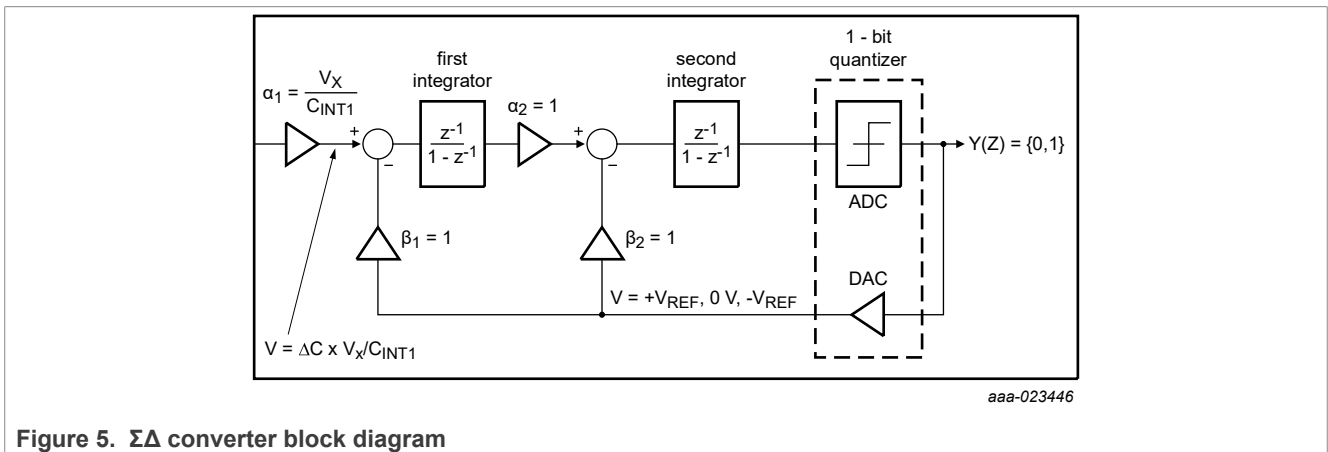 1 - bit
quantizer
first
integrator
second
integrator
α1 = VX
CINT1
α2 = 1
+
−
z-1
1 - z-1
+
−
z-1
1 - z-1
Y(Z) = {0,1}
ADC
β1 = 1
β2 = 1
DAC
V = +VREF, 0 V, -VREF
V = ΔC x Vx/CINT1
aaa-023446
Figure 5. ΣΔ converter block diagram